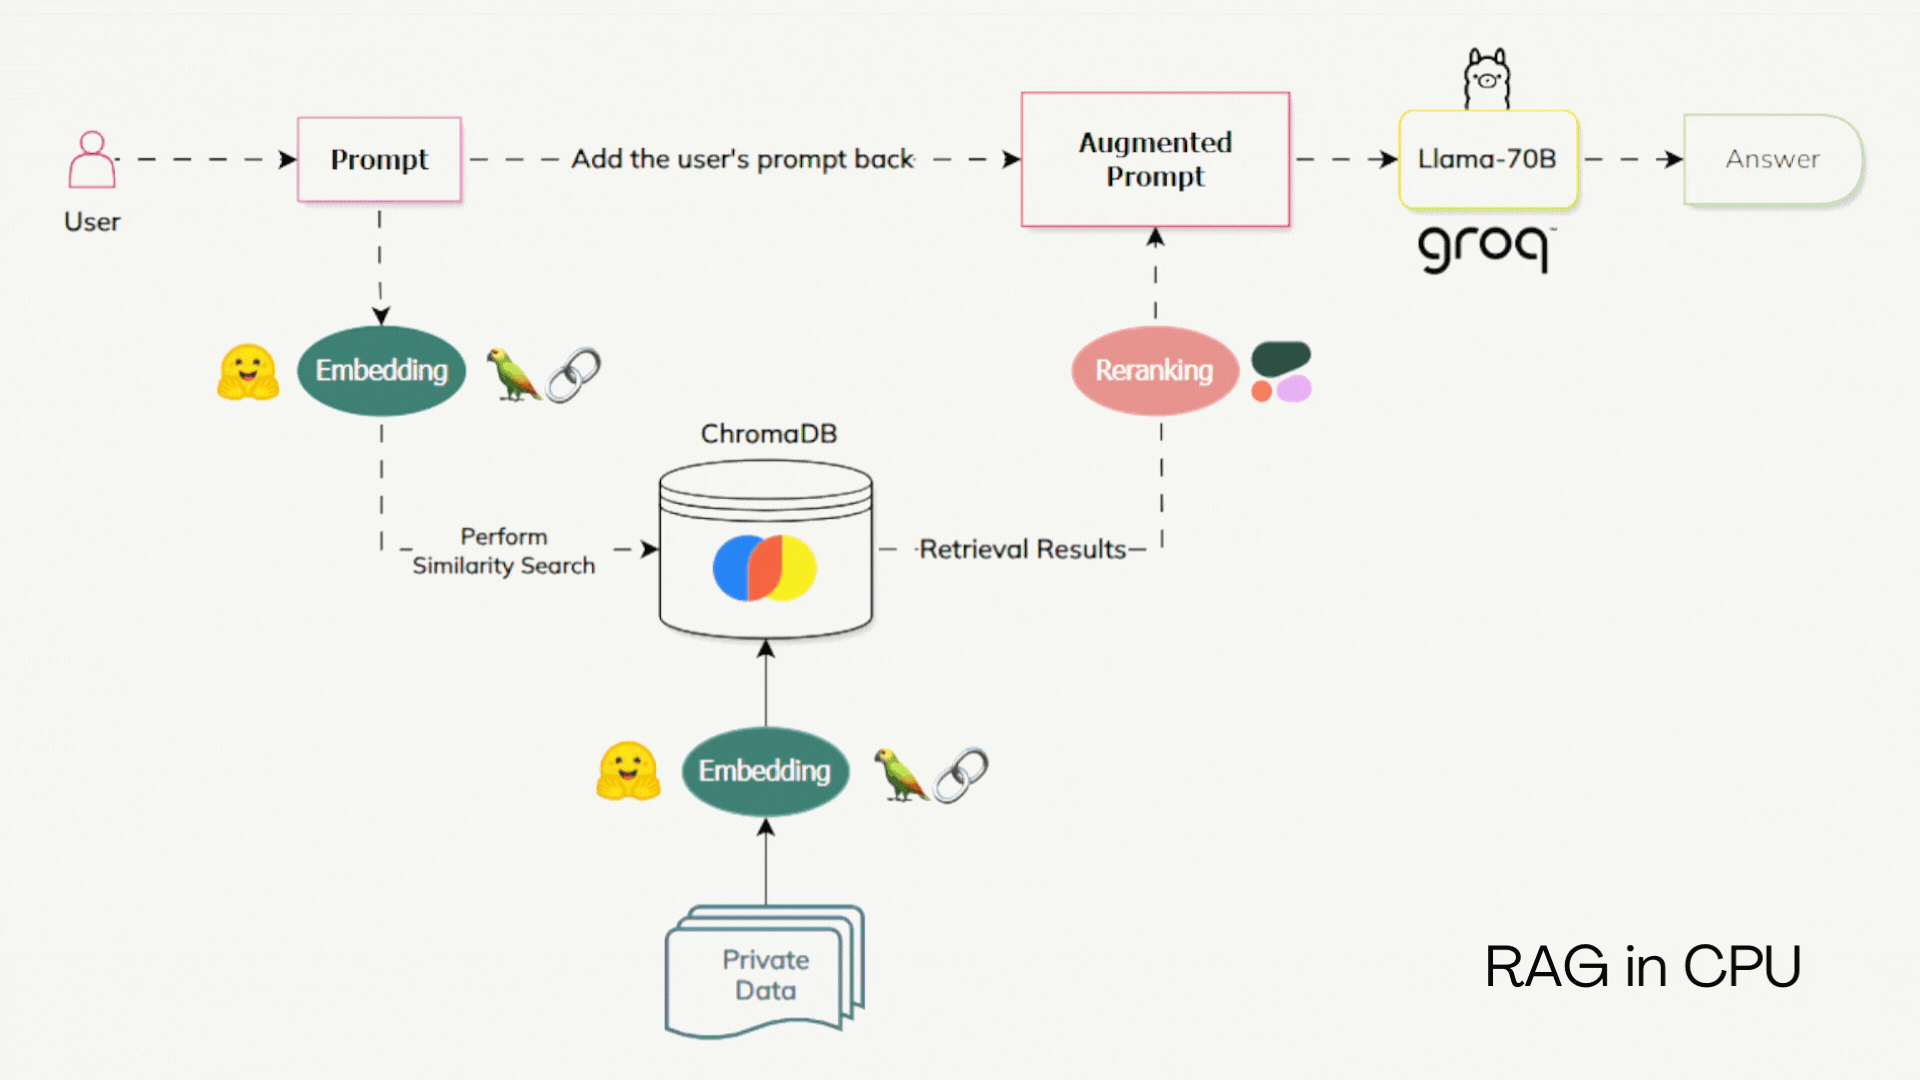 User
Prompt
Add the user's prompt back
Augmented
Prompt
Llama-70B
groq™
Answer
Embedding
Reranking
ChromaDB
Perform
Similarity Search
Retrieval Results
Embedding
Private
Data
RAG in CPU